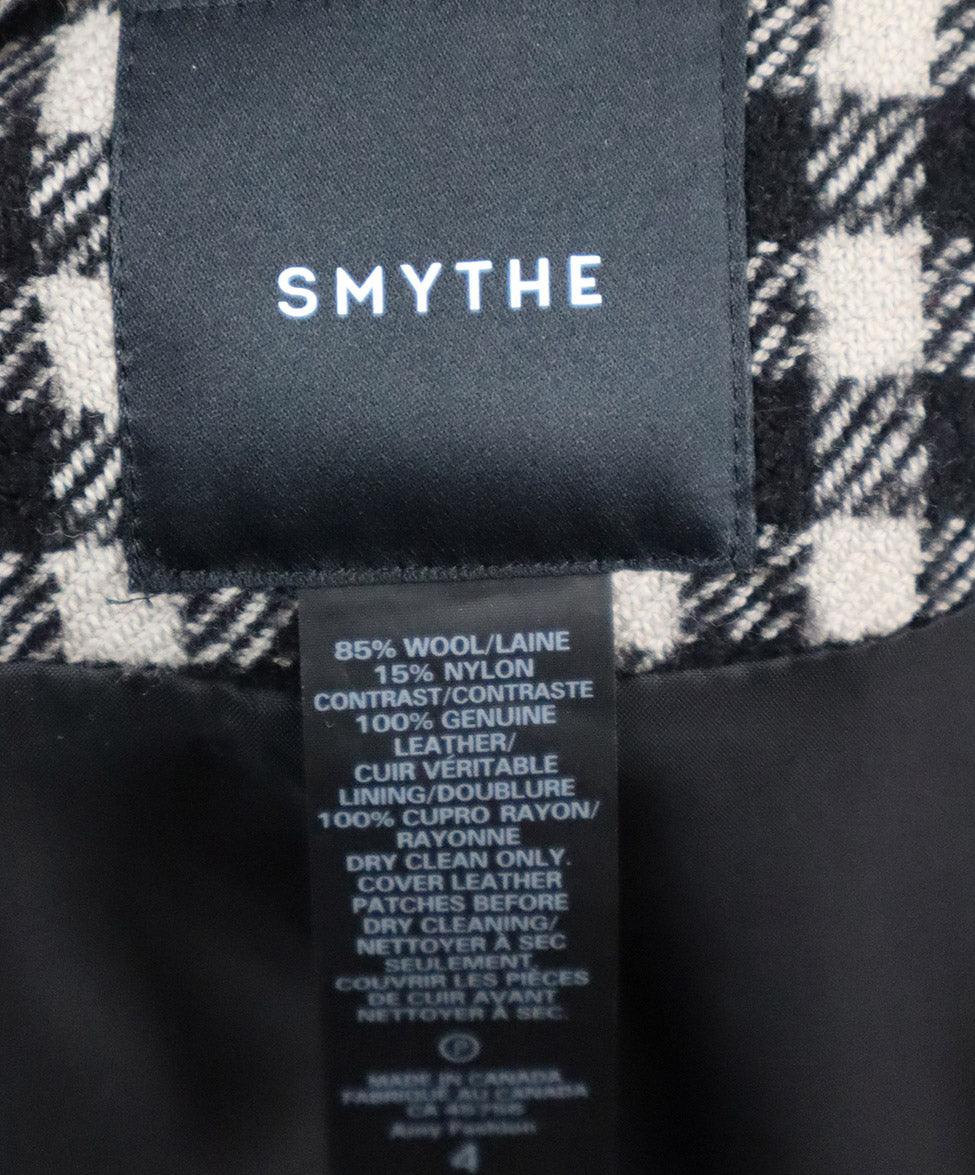 SMYTHE
85% WOOL/LAINE
15% NYLON
CONTRAST/CONTRASTE
100% GENUINE
LEATHER/
CUIR VÉRITABLE
LINING/DOUBLURE
100% CUPRO RAYON/
RAYONNE
DRY CLEAN ONLY.
COVER LEATHER
PATCHES BEFORE
DRY CLEANING/
NETTOYER À SEC
SEULEMENT.
COUVRIR LES PIÈCES
DE CUIR AVANT
NETTOYER À SEC.
P
MADE IN CANADA
FABRIQUÉ AU CANADA
CA
4